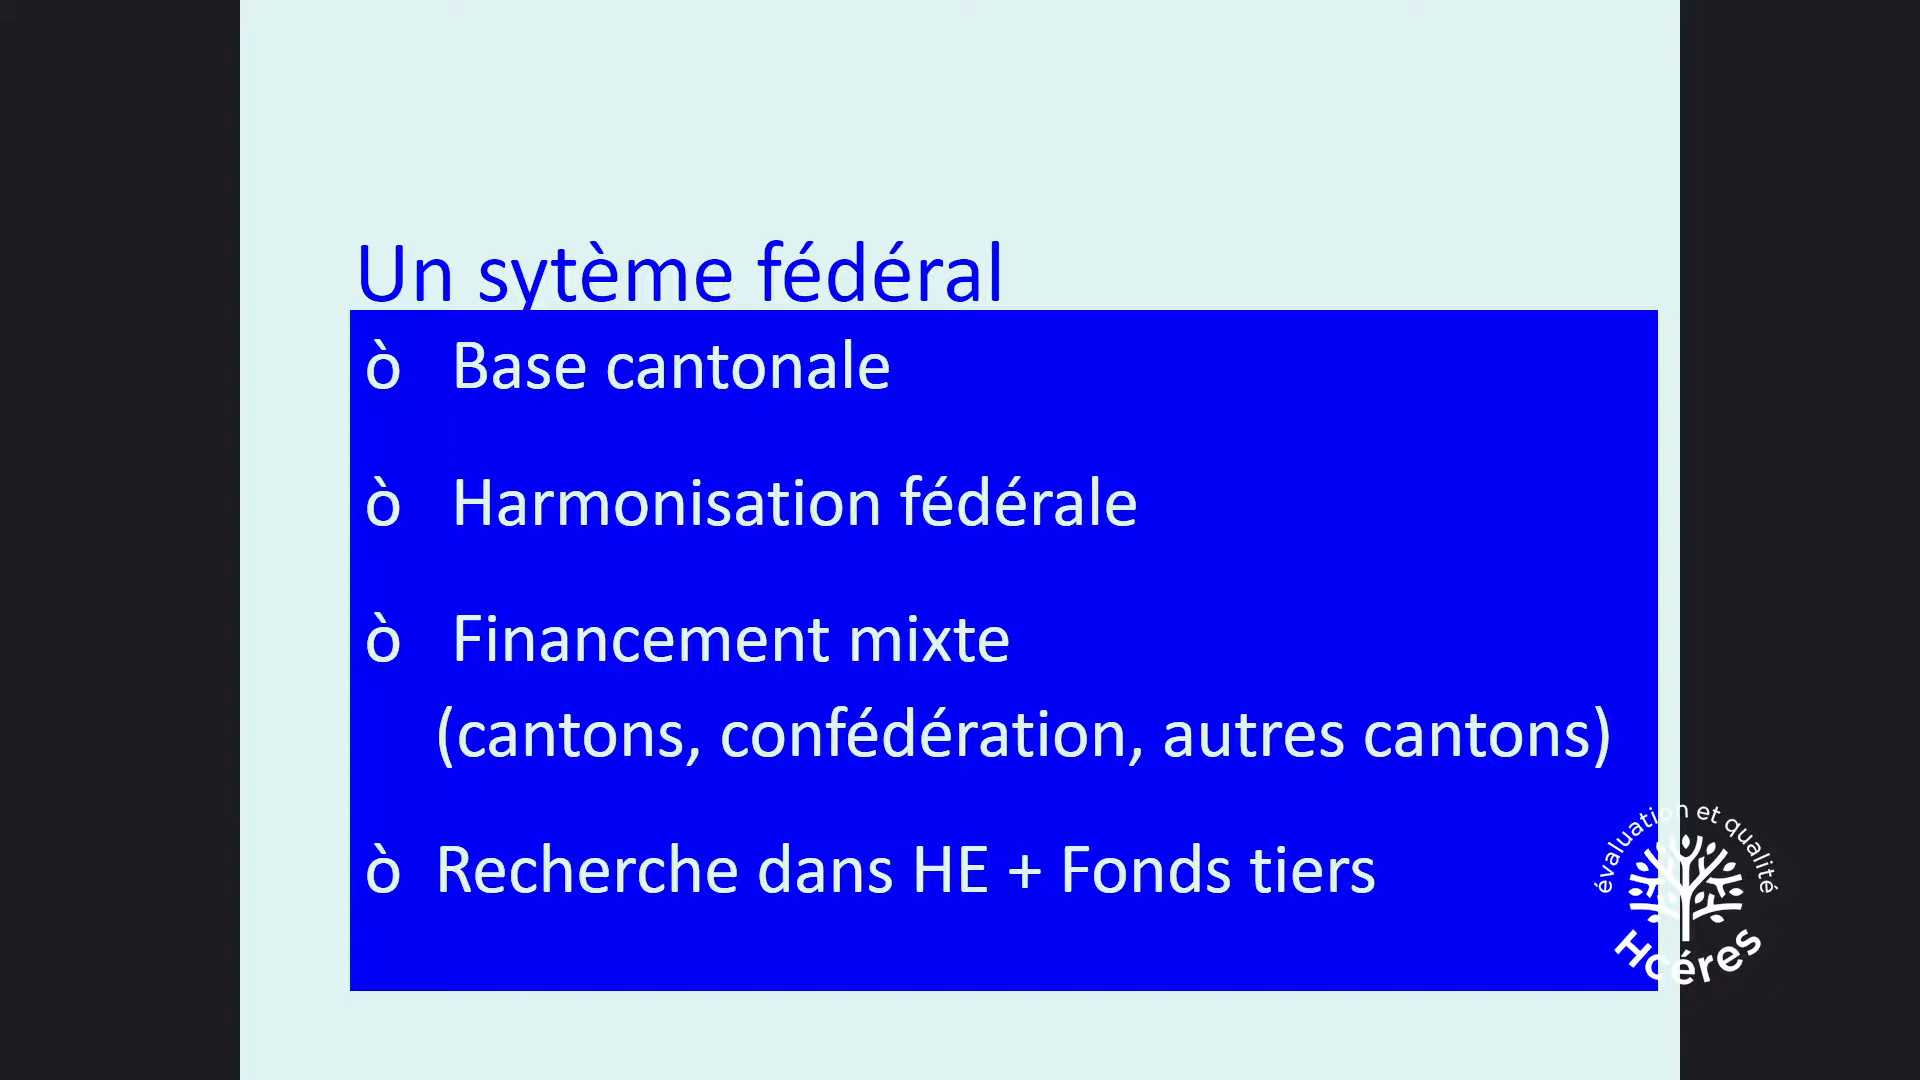 Un sytème fédéral
ò Base cantonale
ò Harmonisation fédérale
ò Financement mixte
(cantons, confédération, autres cantons)
ò Recherche dans HE + Fonds tiers
évaluation et qualité
Hcéres